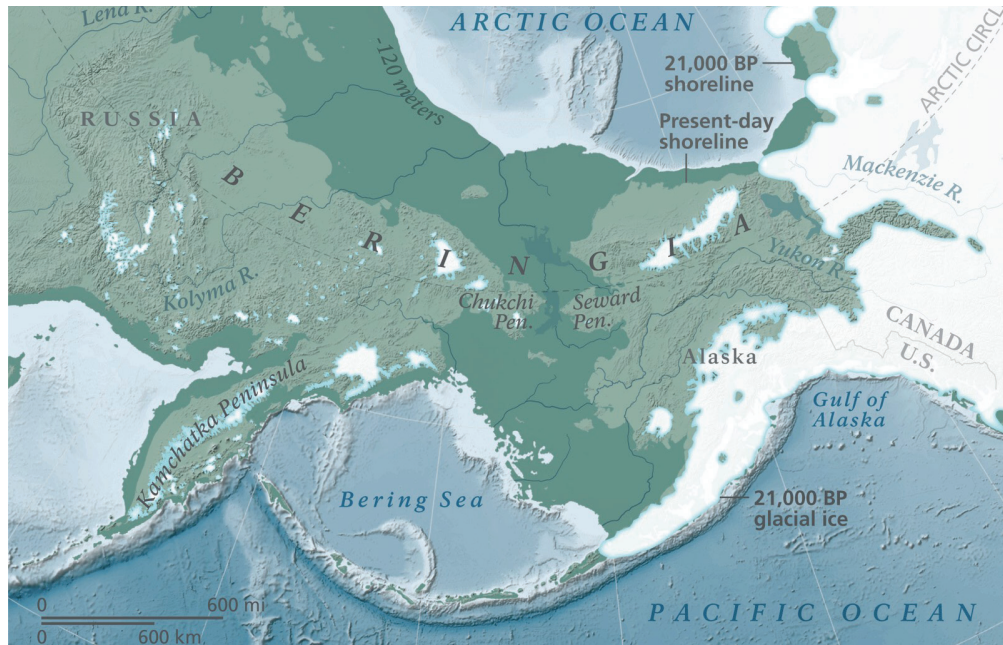 Lena R.
ARCTIC OCEAN
-120 meters
21,000 BP
shoreline
ARCTIC CIRCL
RUSSIA
Present-day
shoreline
Mackenzie R.
BERINGIA
Yukon R.
Kolyma R.
Chukchi
Pen.
Seward
Pen.
CANADA
U.S.
Alaska
Kamchatka Peninsula
Gulf of
Alaska
Bering Sea
21,000 BP
glacial ice
0 600 mi
0 600 km
PACIFIC OCEAN